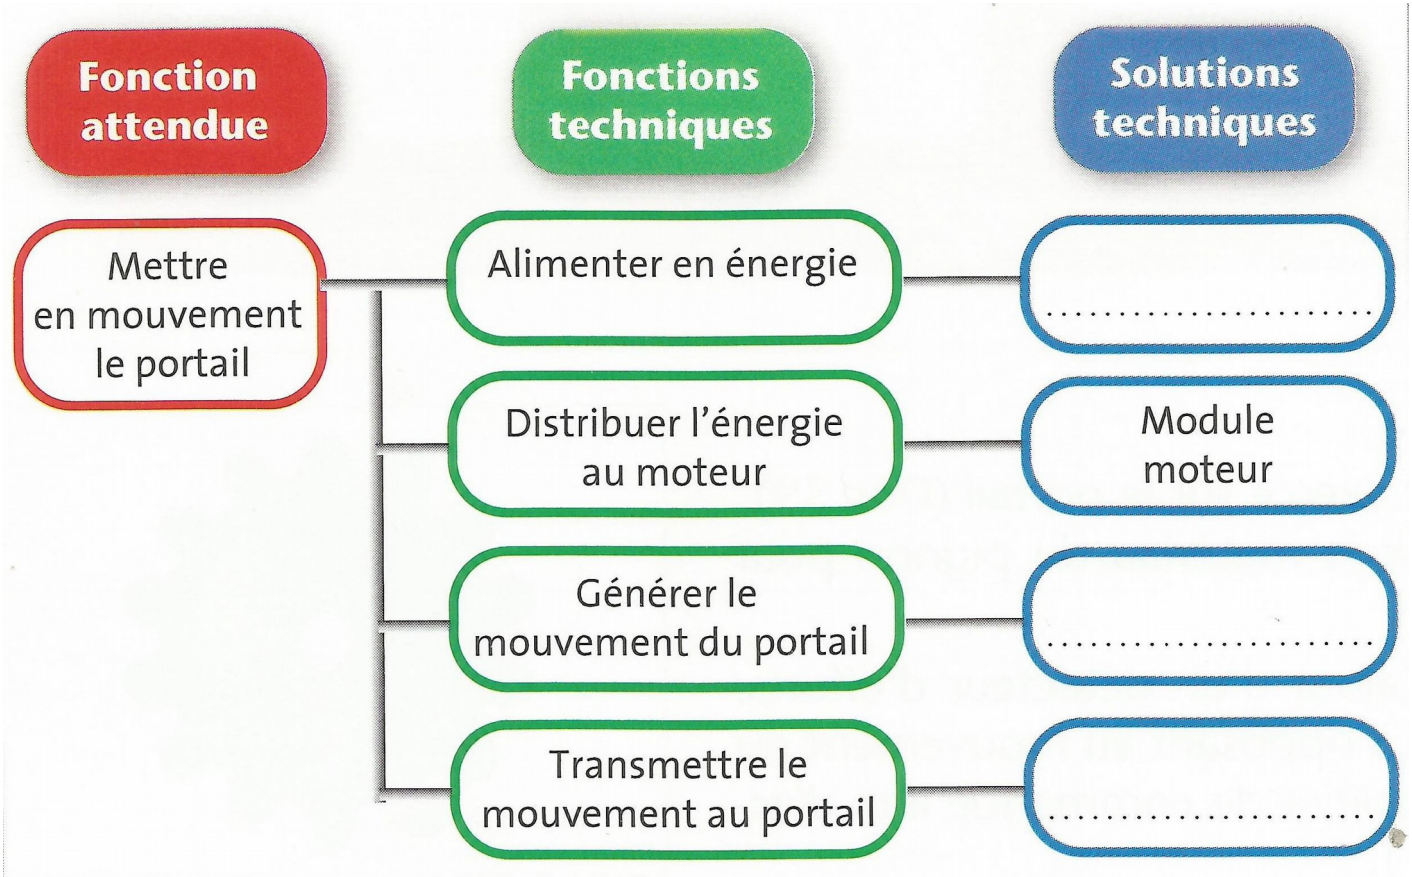 Fonction
attendue
Fonctions
techniques
Solutions
techniques
Mettre
en mouvement
le portail
Alimenter en énergie
......................
Distribuer l'énergie
au moteur
Module
moteur
Générer le
mouvement du portail
......................
Transmettre le
mouvement au portail
......................